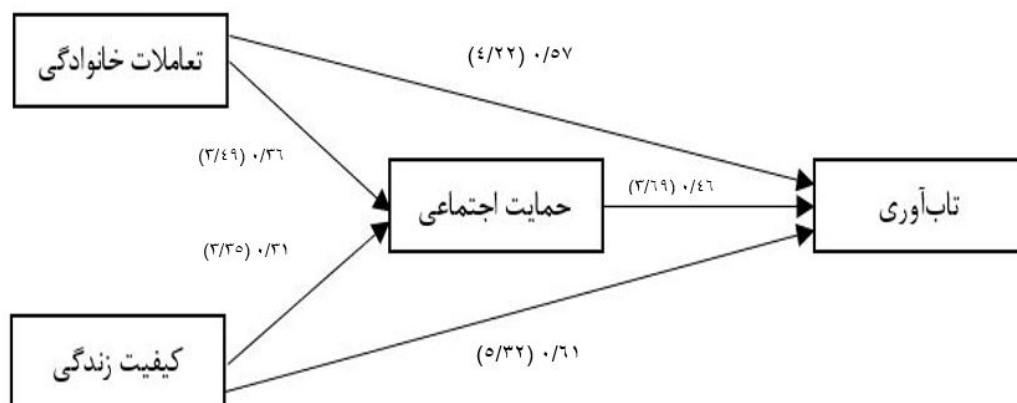 تعاملات خانوادگی
۰/۵۷ (۴/۲۲)
۰/۳۶ (۳/۴۹)
حمایت اجتماعی
۰/۴۶ (۳/۶۹)
تاب‌آوری
۰/۳۱ (۳/۳۵)
کیفیت زندگی
۰/۶۱ (۵/۳۲)